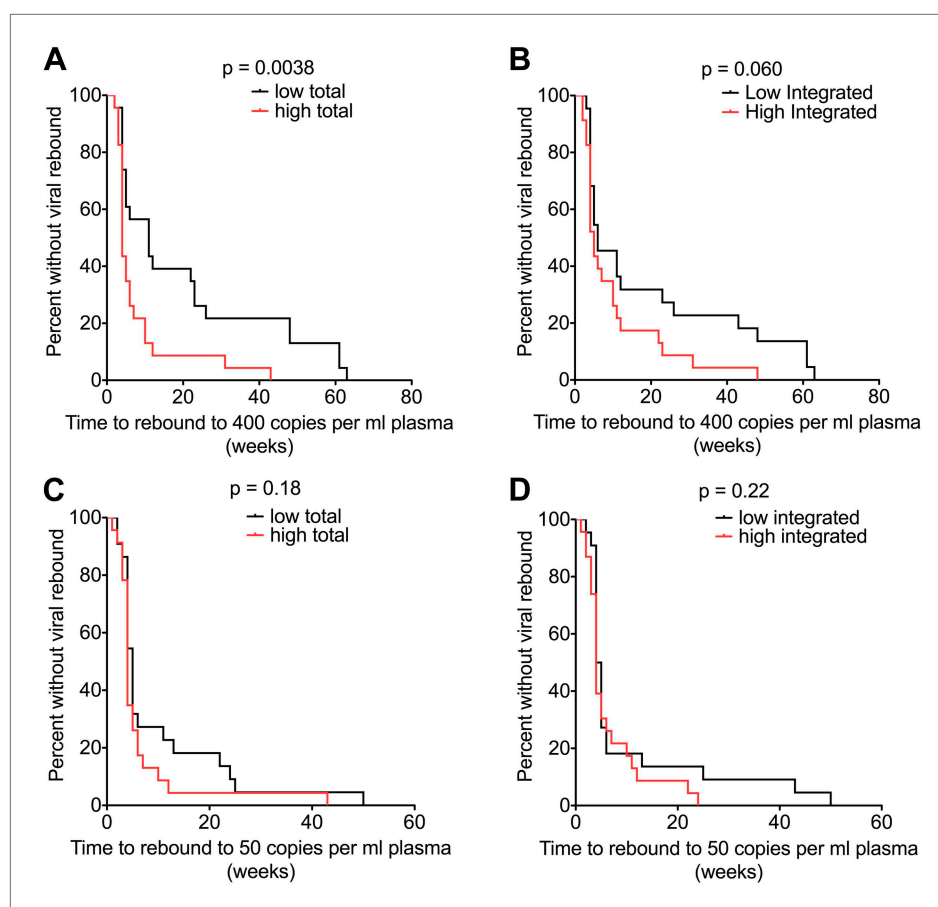 A
p = 0.0038
low total
high total
100
80
60
40
20
0
Percent without viral rebound
0 20 40 60 80
Time to rebound to 400 copies per ml plasma
(weeks)
B
p = 0.060
Low Integrated
High Integrated
100
80
60
40
20
0
Percent without viral rebound
0 20 40 60 80
Time to rebound to 400 copies per ml plasma
(weeks)
C
p = 0.18
low total
high total
100
80
60
40
20
0
Percent without viral rebound
0 20 40 60
Time to rebound to 50 copies per ml plasma
(weeks)
D
p = 0.22
low integrated
high integrated
100
80
60
40
20
0
Percent without viral rebound
0 20 40 60
Time to rebound to 50 copies per ml plasma
(weeks)